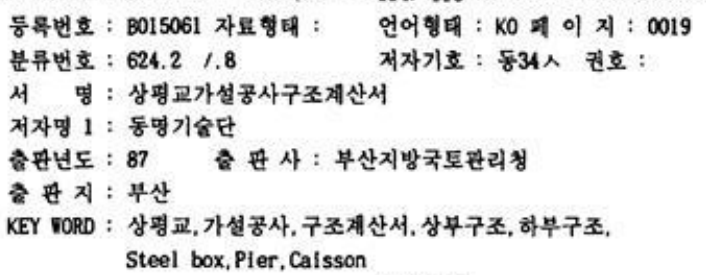 등록번호 : B015061 자료형태 : 언어형태 : KO 페 이 지 : 0019
분류번호 : 624.2 /.8 저자기호 : 동34ㅅ 권호 :
서 명 : 상평교가설공사구조계산서
저자명 1 : 동명기술단
출판년도 : 87 출 판 사 : 부산지방국토관리청
출 판 지 : 부산
KEY WORD : 상평교,가설공사,구조계산서,상부구조,하부구조,
Steel box,Pier,Caisson